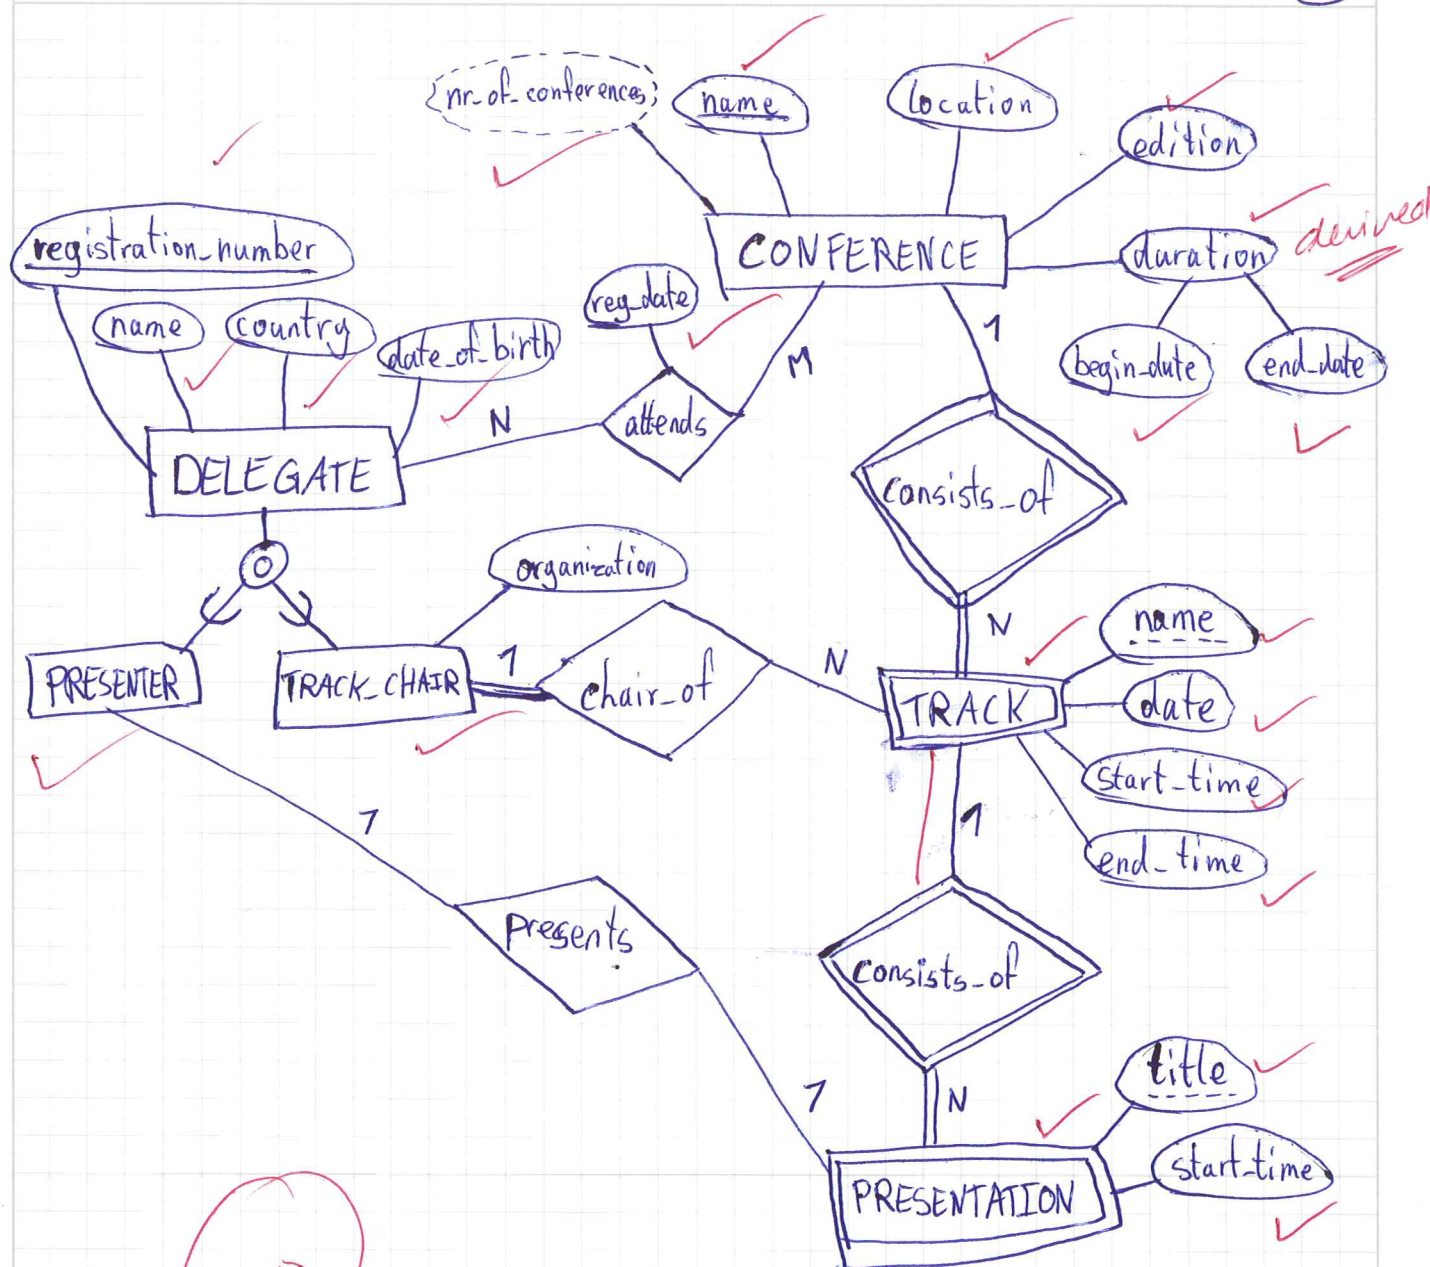 nr_of_conferences
name
location
edition
registration_number
CONFERENCE
duration
derived
reg_date
name
country
date_of_birth
M
1
begin_date
end_date
N
attends
DELEGATE
consists_of
O
organization
N
name
PRESENTER
TRACK_CHAIR
1
chair_of
N
TRACK
date
start_time
1
1
end_time
Presents
consists_of
title
1
N
start_time
PRESENTATION